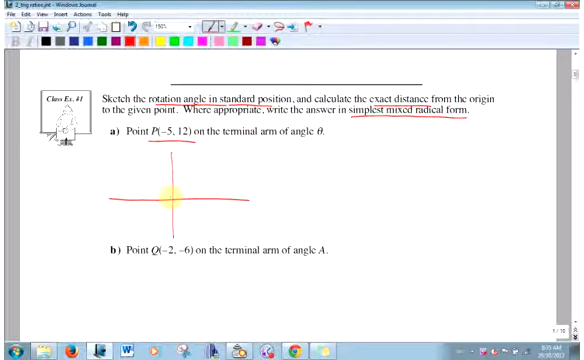 2_trig ratios.jnt - Windows Journal
File Edit View Insert Actions Tools Help
150%
B I
Class Ex. #1
Sketch the rotation angle in standard position, and calculate the exact distance from the origin
to the given point. Where appropriate, write the answer in simplest mixed radical form.
a) Point P(−5, 12) on the terminal arm of angle θ.
b) Point Q(−2, −6) on the terminal arm of angle A.
1 / 10
8:35 AM